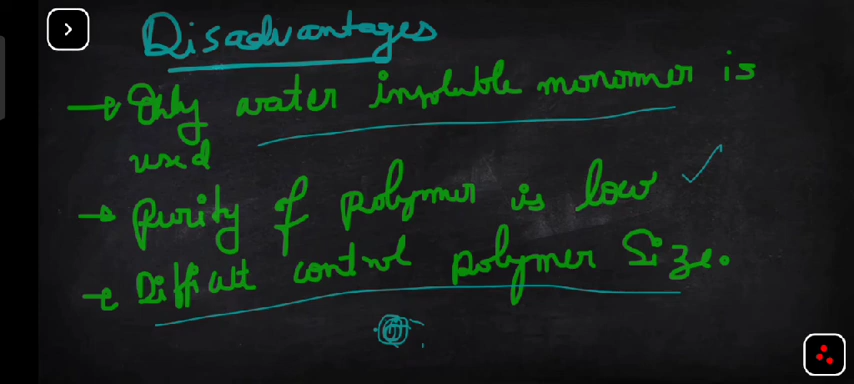 Disadvantages
→ Only water insoluble monomer is
used
→ Purity of polymer is low ✓
→ Difficult control polymer Size.